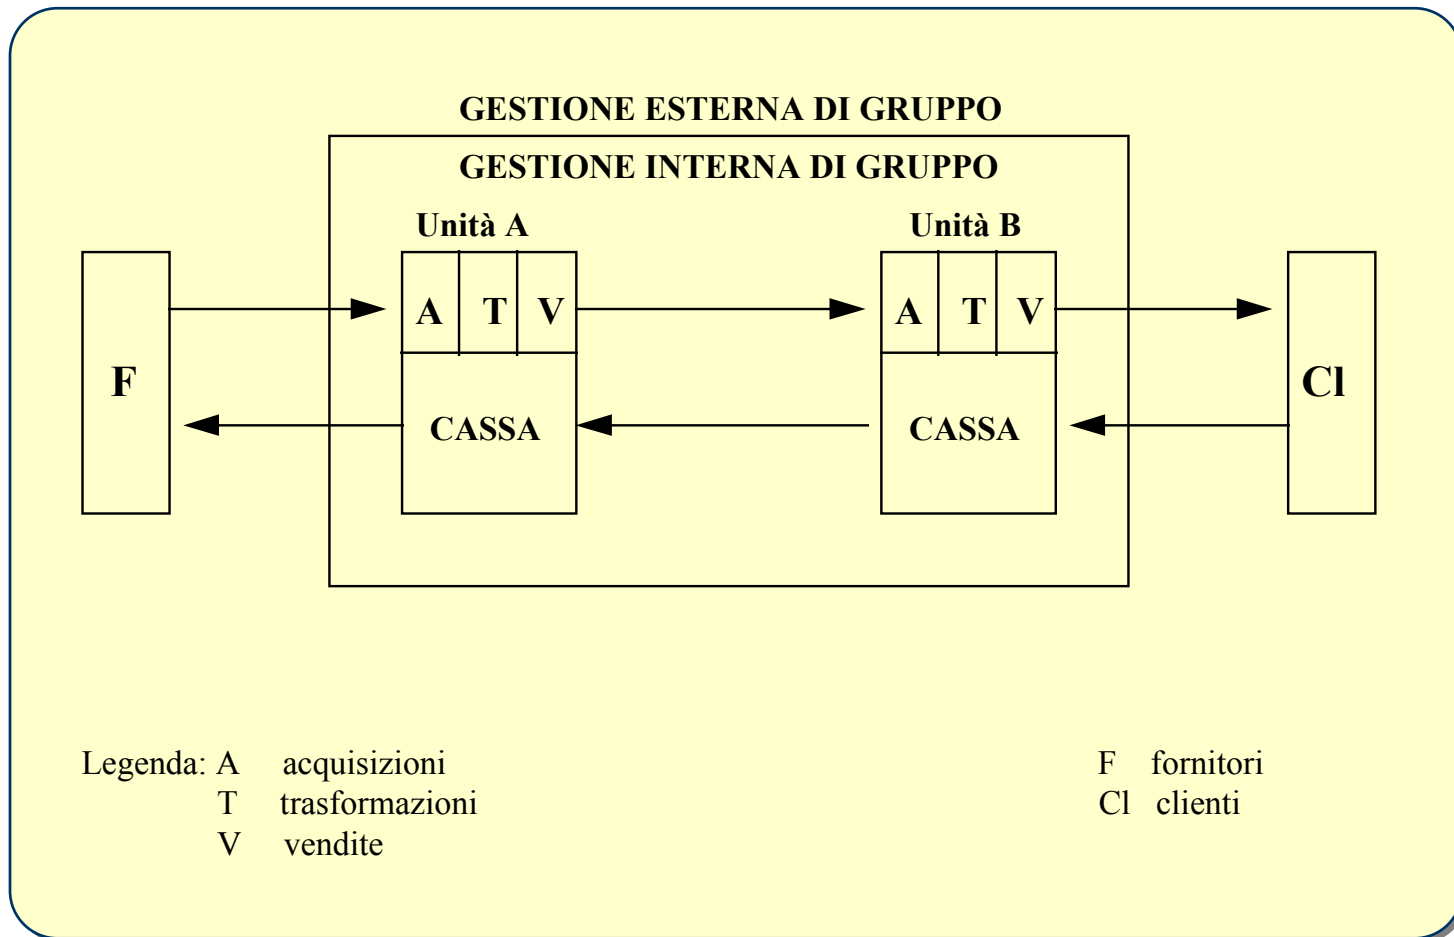 GESTIONE ESTERNA DI GRUPPO
GESTIONE INTERNA DI GRUPPO
Unità A Unità B
A T V A T V
F Cl
CASSA CASSA
Legenda: A acquisizioni F fornitori
T trasformazioni Cl clienti
V vendite